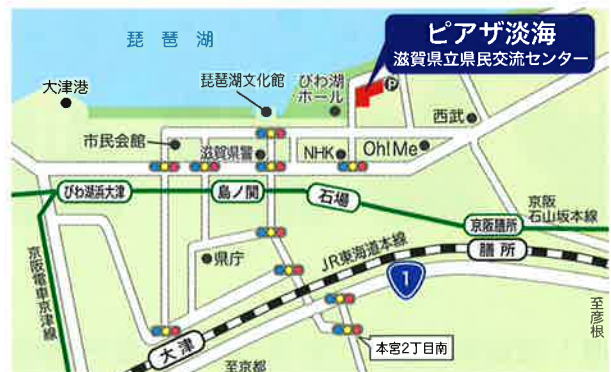 ピアザ淡海
滋賀県立県民交流センター
琵琶湖
大津港
琵琶湖文化館
びわ湖
ホール
P
西武
市民会館
滋賀県警
NHK
Oh!Me
びわ湖浜大津
島ノ関
石場
京阪膳所
京阪
石山坂本線
膳所
JR東海道本線
県庁
1
京阪電車京津線
至彦根
大津
本宮2丁目南
至京都